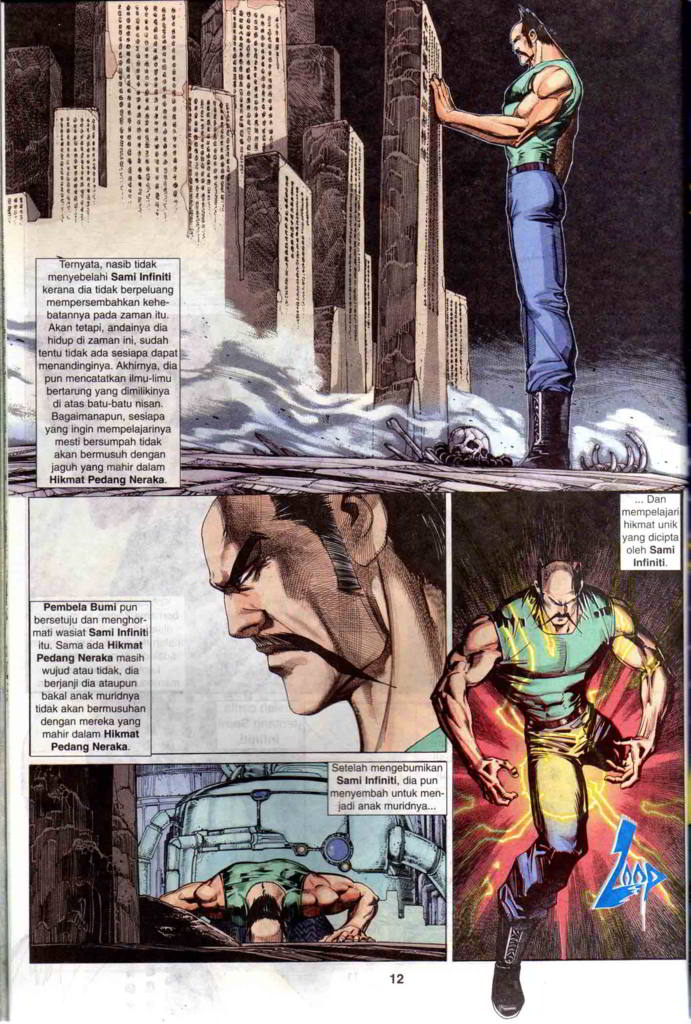 Ternyata, nasib tidak
menyebelahi Sami Infiniti
kerana dia tidak berpeluang
mempersembahkan kehe-
batannya pada zaman itu.
Akan tetapi, andainya dia
hidup di zaman ini, sudah
tentu tidak ada sesiapa dapat
menandinginya. Akhirnya, dia
pun mencatatkan ilmu-limu
bertarung yang dimilikinya
di atas batu-batu nisan.
Bagaimanapun, sesiapa
yang ingin mempelajarinya
mesti bersumpah tidak
akan bermusuh dengan
jaguh yang mahir dalam
Hikmat Pedang Neraka.
Pembela Bumi pun
bersetuju dan menghor-
mati wasiat Sami Infiniti
itu. Sama ada Hikmat
Pedang Neraka masih
wujud atau tidak, dia
berjanji dia ataupun
bakal anak muridnya
tidak akan bermusuhan
dengan mereka yang
mahir dalam Hikmat
Pedang Neraka.
Setelah mengebumikan
Sami Infiniti, dia pun
menyembah untuk men-
jadi anak muridnya...
... Dan
mempelajari
hikmat unik
yang dicipta
oleh Sami
Infiniti.
12